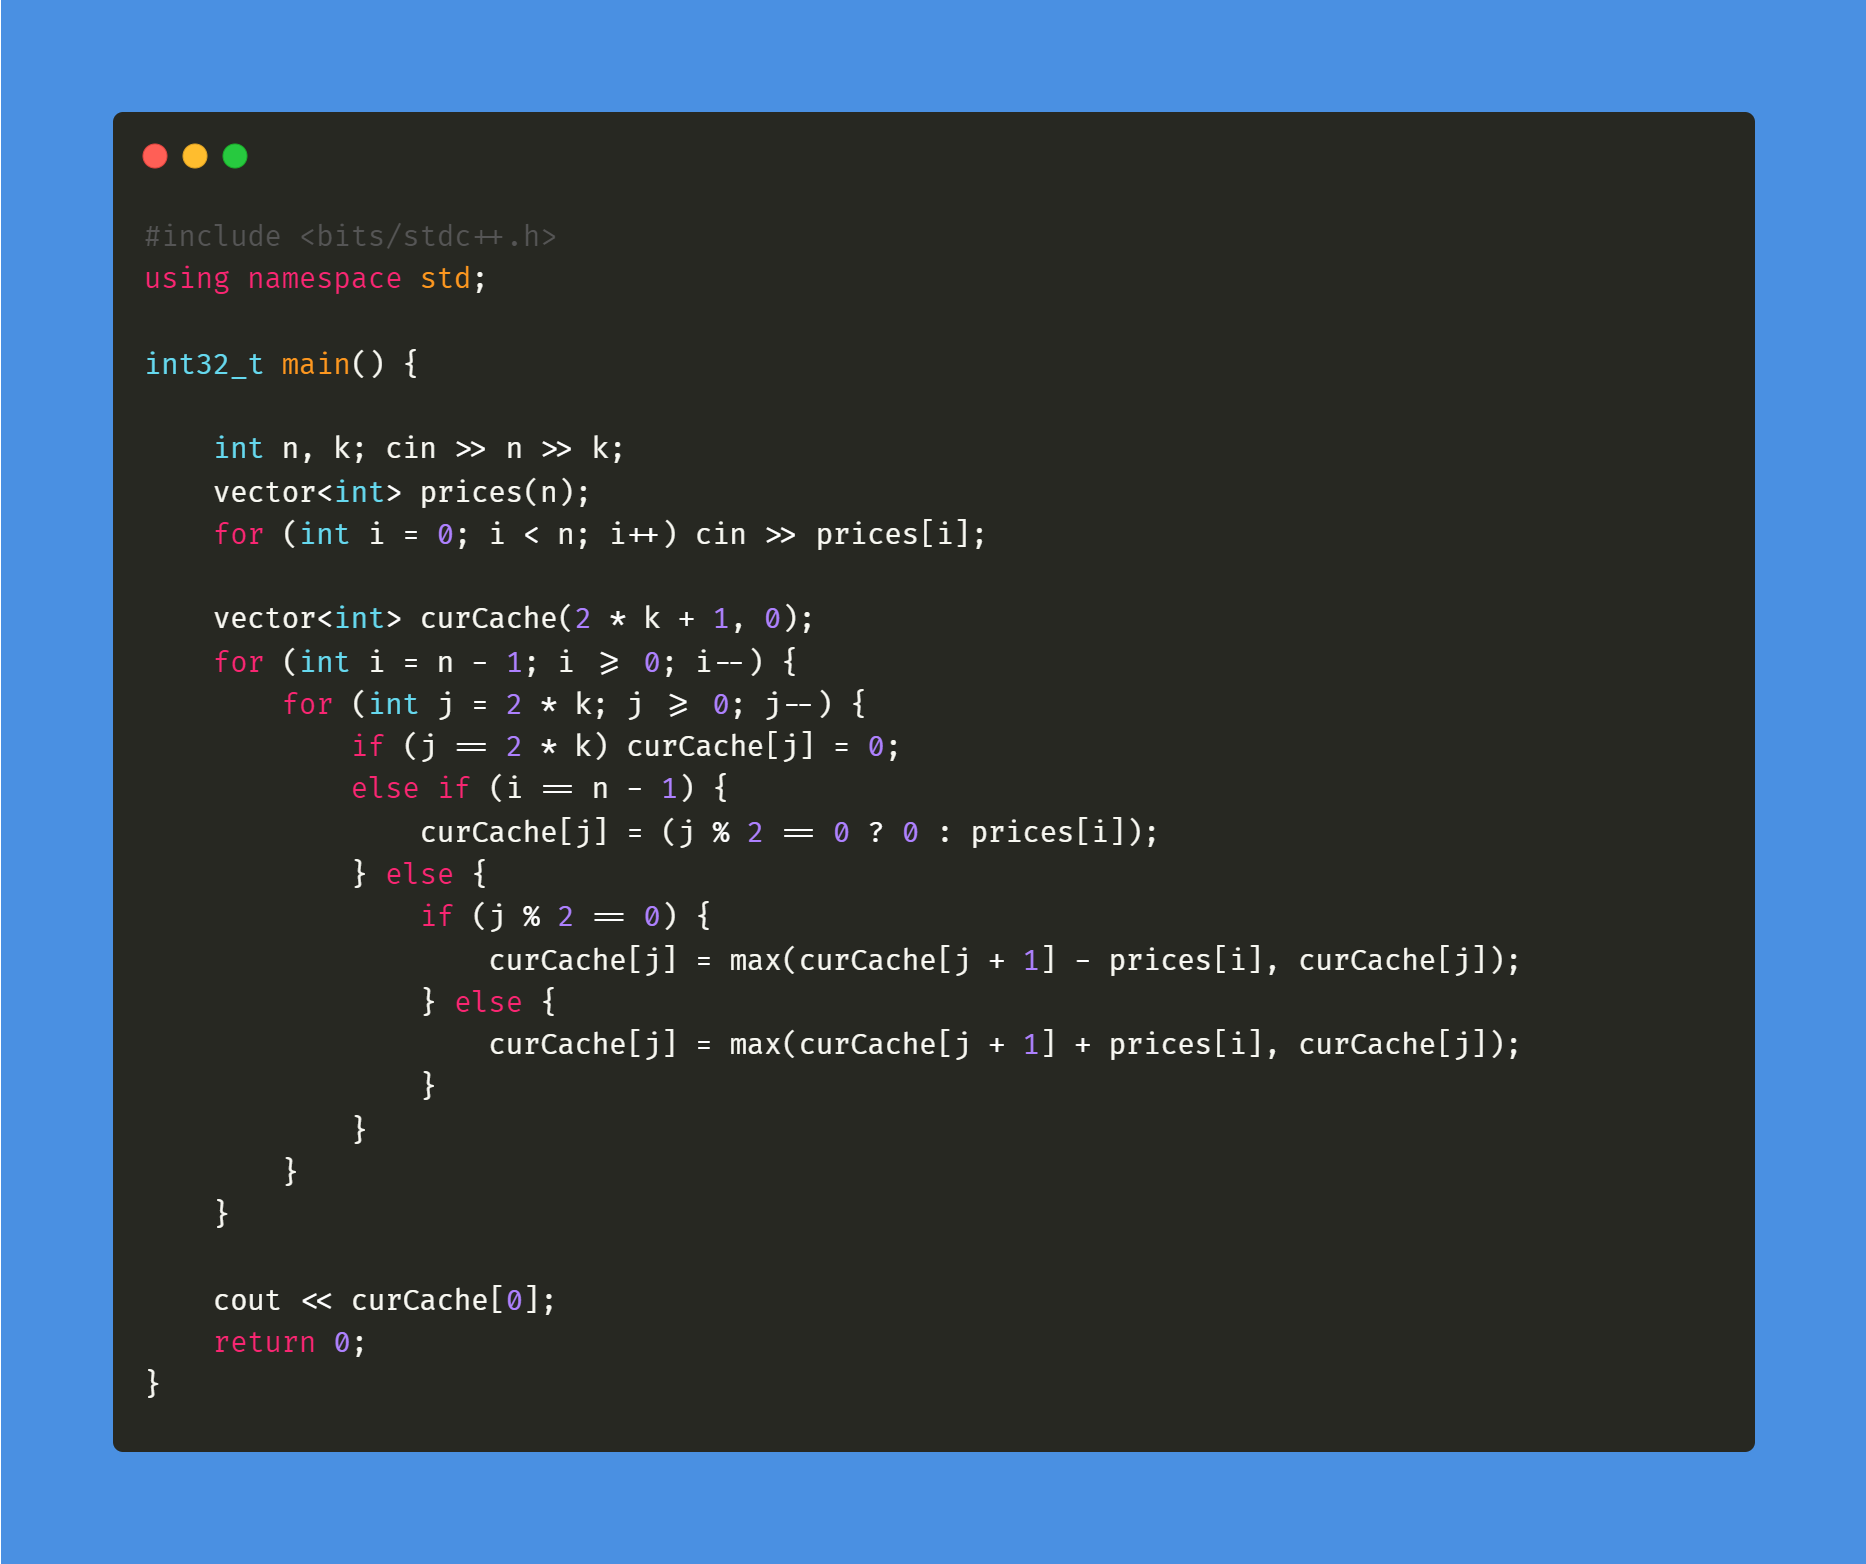 #include <bits/stdc++.h>
using namespace std;

int32_t main() {

    int n, k; cin >> n >> k;
    vector<int> prices(n);
    for (int i = 0; i < n; i++) cin >> prices[i];

    vector<int> curCache(2 * k + 1, 0);
    for (int i = n - 1; i >= 0; i--) {
        for (int j = 2 * k; j >= 0; j--) {
            if (j == 2 * k) curCache[j] = 0;
            else if (i == n - 1) {
                curCache[j] = (j % 2 == 0 ? 0 : prices[i]);
            } else {
                if (j % 2 == 0) {
                    curCache[j] = max(curCache[j + 1] - prices[i], curCache[j]);
                } else {
                    curCache[j] = max(curCache[j + 1] + prices[i], curCache[j]);
                }
            }
        }
    }

    cout << curCache[0];
    return 0;
}